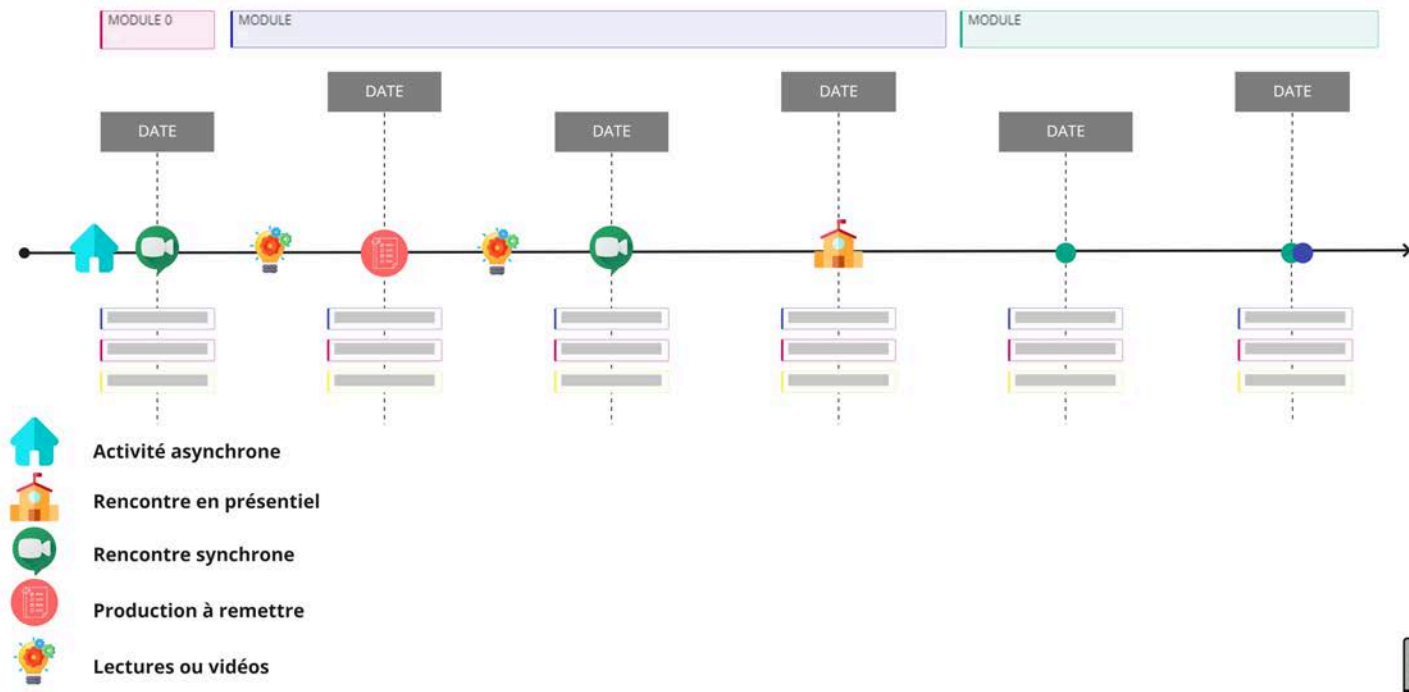 MODULE 0
MODULE
MODULE
DATE
DATE
DATE
DATE
DATE
DATE
Activité asynchrone
Rencontre en présentiel
Rencontre synchrone
Production à remettre
Lectures ou vidéos